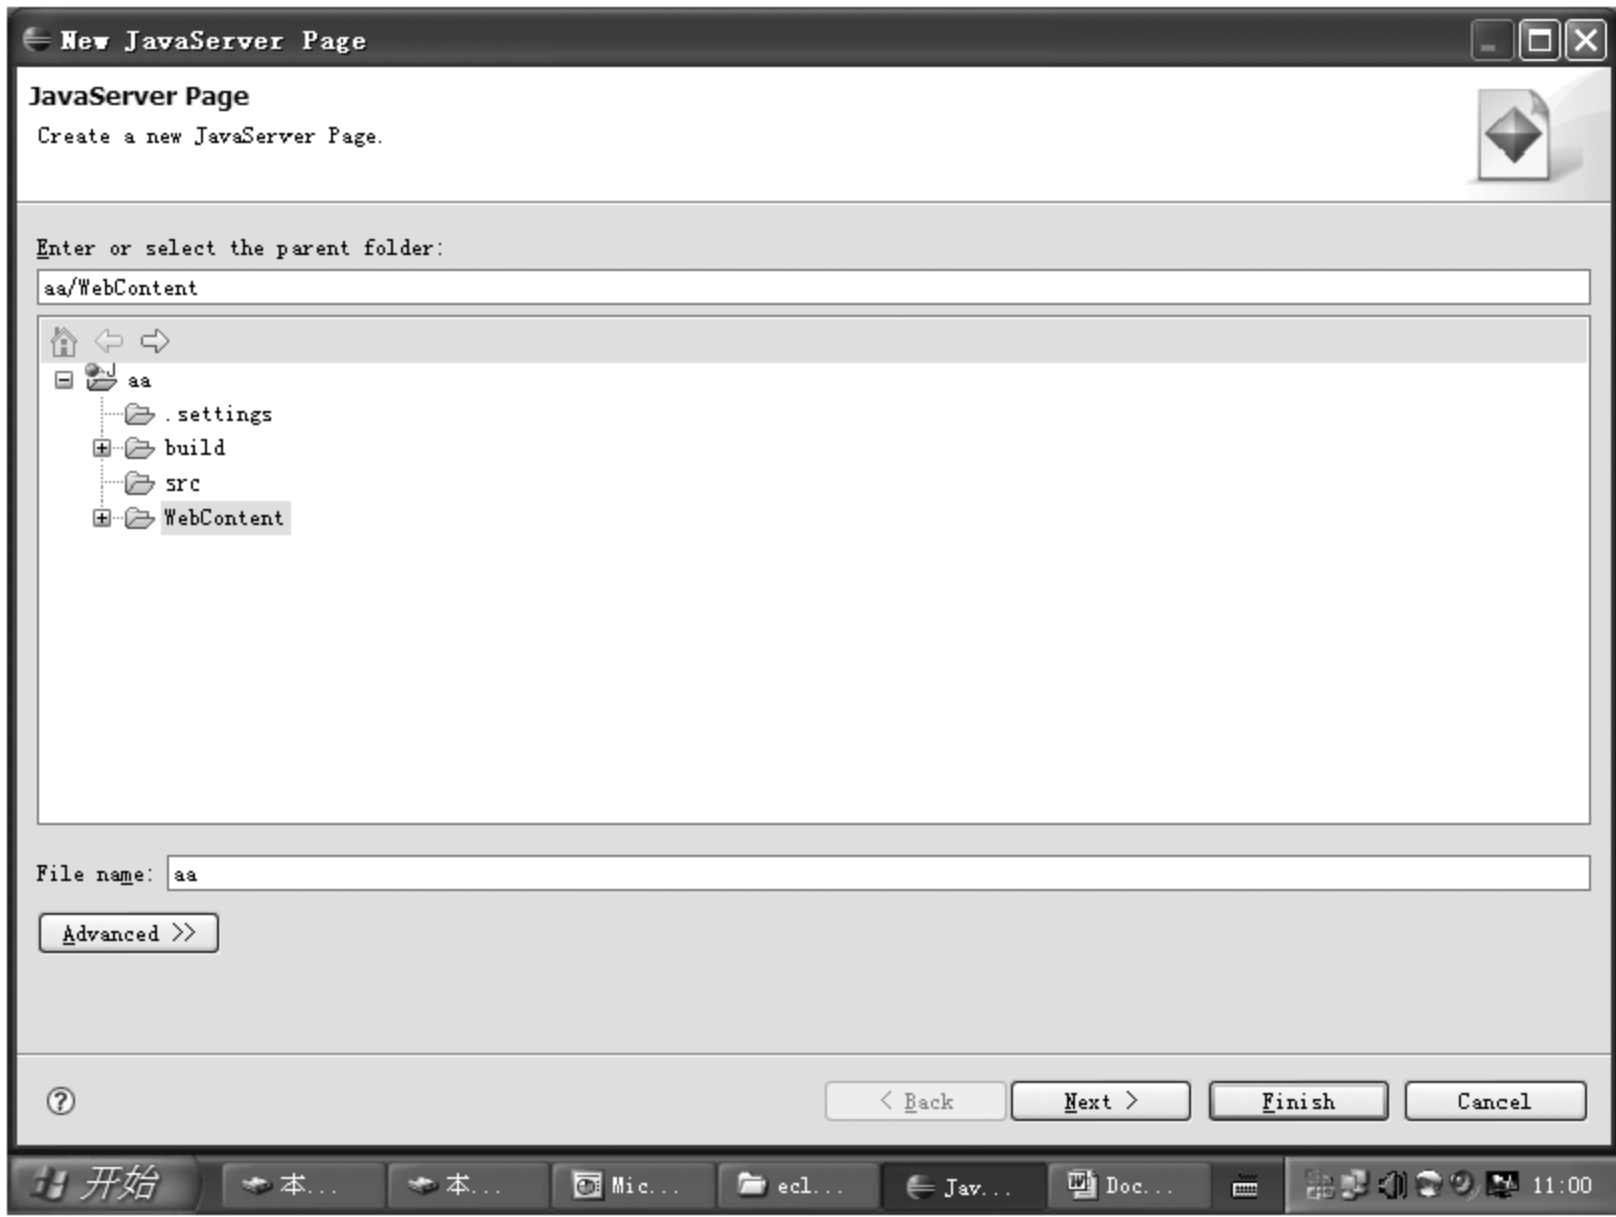 New JavaServer Page
JavaServer Page
Create a new JavaServer Page.
Enter or select the parent folder:
aa/WebContent
aa
.settings
build
src
WebContent
File name: aa
Advanced >>
< Back Next > Finish Cancel
开始 本... 本... Mic... ecl... Jav... Doc... 11:00